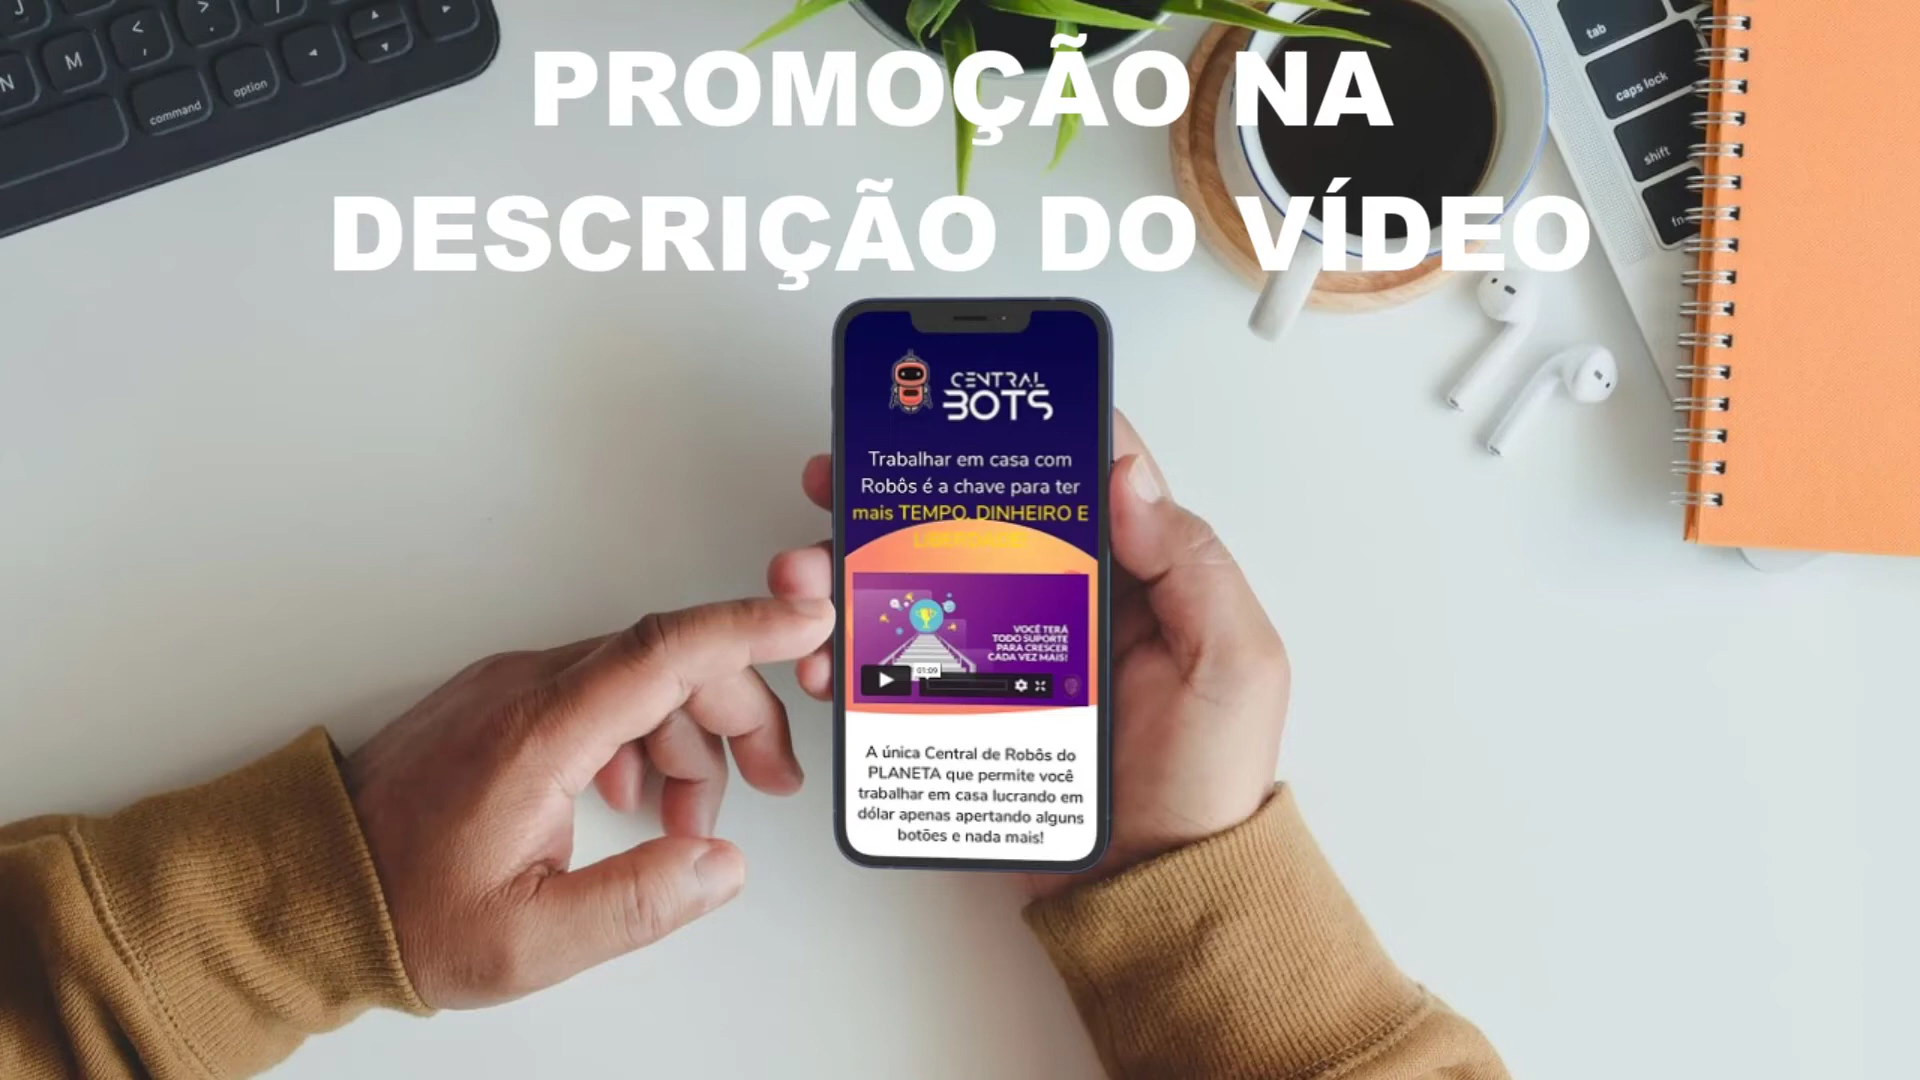 J
N
M
<
,
>
.
command
option
tab
caps lock
shift
fn
PROMOÇÃO NA
DESCRIÇÃO DO VÍDEO
CENTRAL
BOTS
Trabalhar em casa com
Robôs é a chave para ter
mais TEMPO, DINHEIRO E
LIBERDADE!
VOCÊ TERÁ
TODO SUPORTE
PARA CRESCER
CADA VEZ MAIS!
01:09
A única Central de Robôs do
PLANETA que permite você
trabalhar em casa lucrando em
dólar apenas apertando alguns
botões e nada mais!